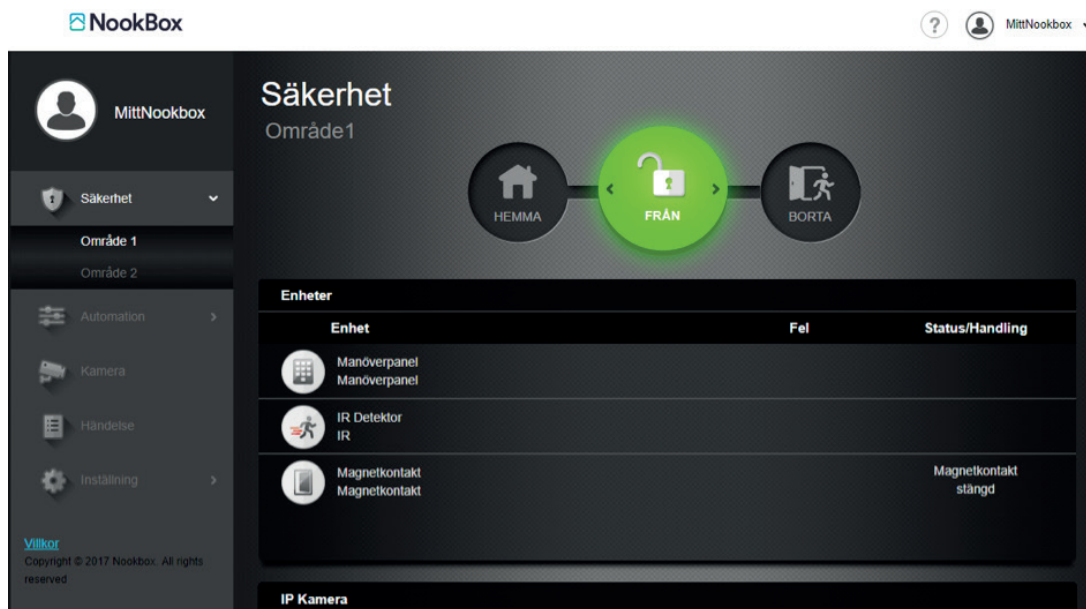 NookBox
? MittNookbox
MittNookbox
Säkerhet
Område 1
Område 2
Automation
Kamera
Händelse
Inställning
Villkor
Copyright © 2017 Nookbox. All rights
reserved
Säkerhet
Område1
HEMMA
FRÅN
BORTA
Enheter
Enhet Fel Status/Handling
Manöverpanel
Manöverpanel
IR Detektor
IR
Magnetkontakt
Magnetkontakt
Magnetkontakt
stängd
IP Kamera